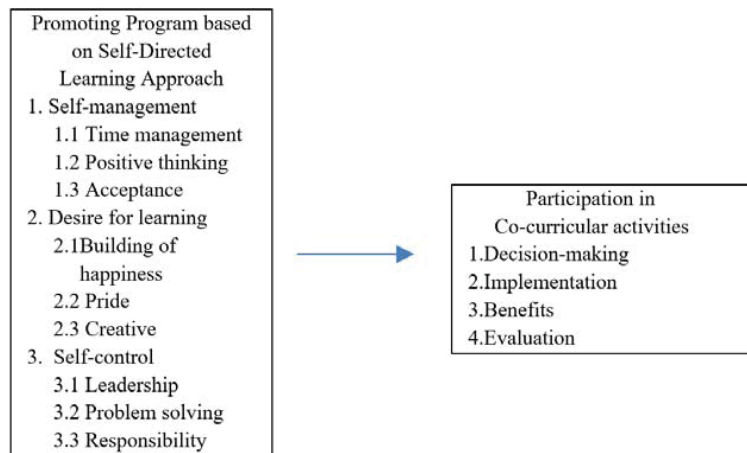 Promoting Program based
on Self-Directed
Learning Approach
1. Self-management
1.1 Time management
1.2 Positive thinking
1.3 Acceptance
2. Desire for learning
2.1Building of
happiness
2.2 Pride
2.3 Creative
3. Self-control
3.1 Leadership
3.2 Problem solving
3.3 Responsibility
Participation in
Co-curricular activities
1.Decision-making
2.Implementation
3.Benefits
4.Evaluation